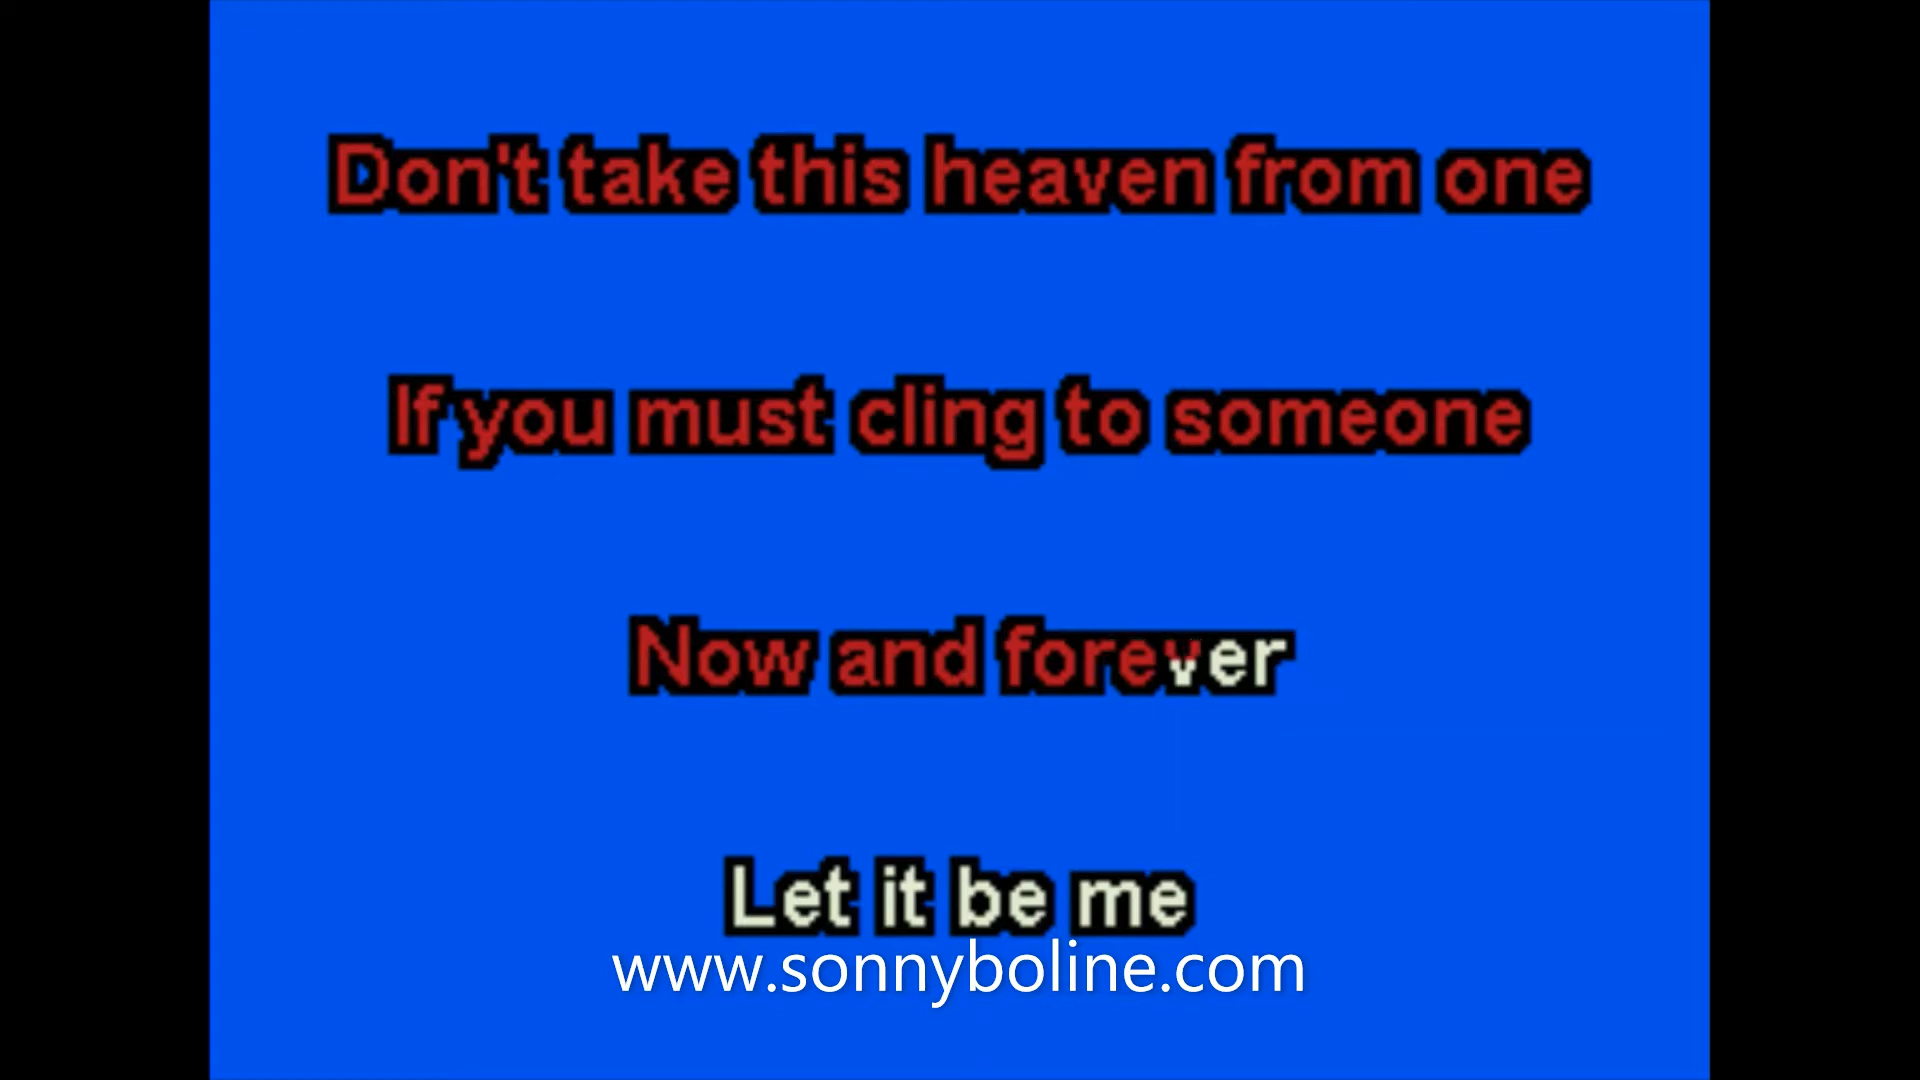 Don't take this heaven from one
If you must cling to someone
Now and forever
Let it be me
www.sonnyboline.com